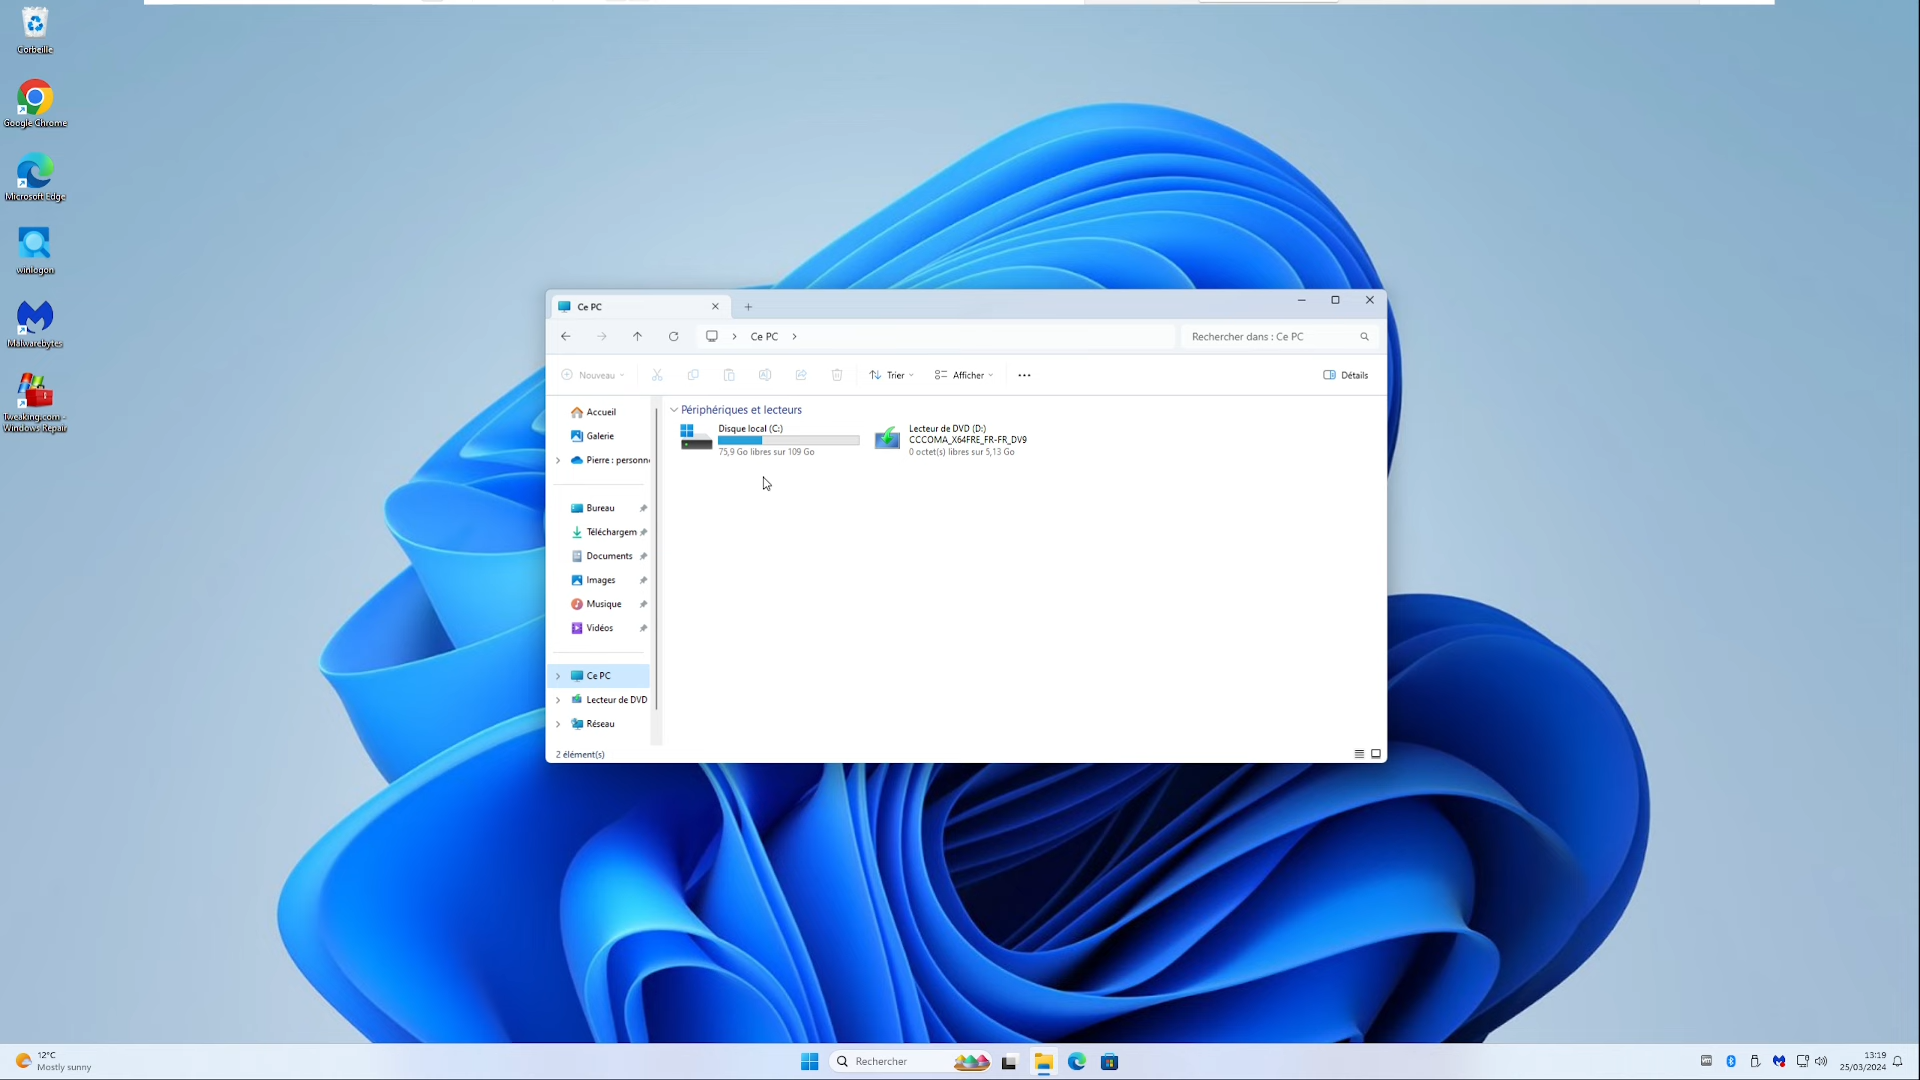 Corbeille
Google Chrome
Microsoft Edge
winlogon
Malwarebytes
Tweaking.com -
Windows Repair
Ce PC
Ce PC
Rechercher dans : Ce PC
Nouveau
Trier
Afficher
Détails
Accueil
Galerie
Pierre : personn
Bureau
Téléchargem
Documents
Images
Musique
Vidéos
Ce PC
Lecteur de DVD
Réseau
Périphériques et lecteurs
Disque local (C:)
75,9 Go libres sur 109 Go
Lecteur de DVD (D:)
CCCOMA_X64FRE_FR-FR_DV9
0 octet(s) libres sur 5,13 Go
2 élément(s)
12°C
Mostly sunny
Rechercher
13:19
25/03/2024